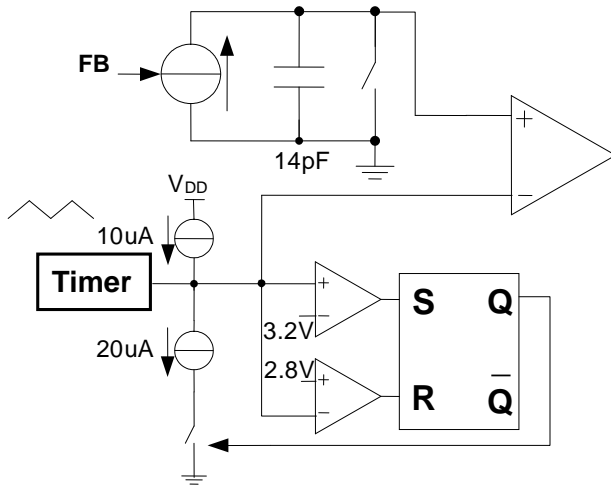 FB
+
14pF
−
VDD
10uA
Timer
+
−
3.2V
S
Q
20uA
2.8V
+
−
R
Q̅